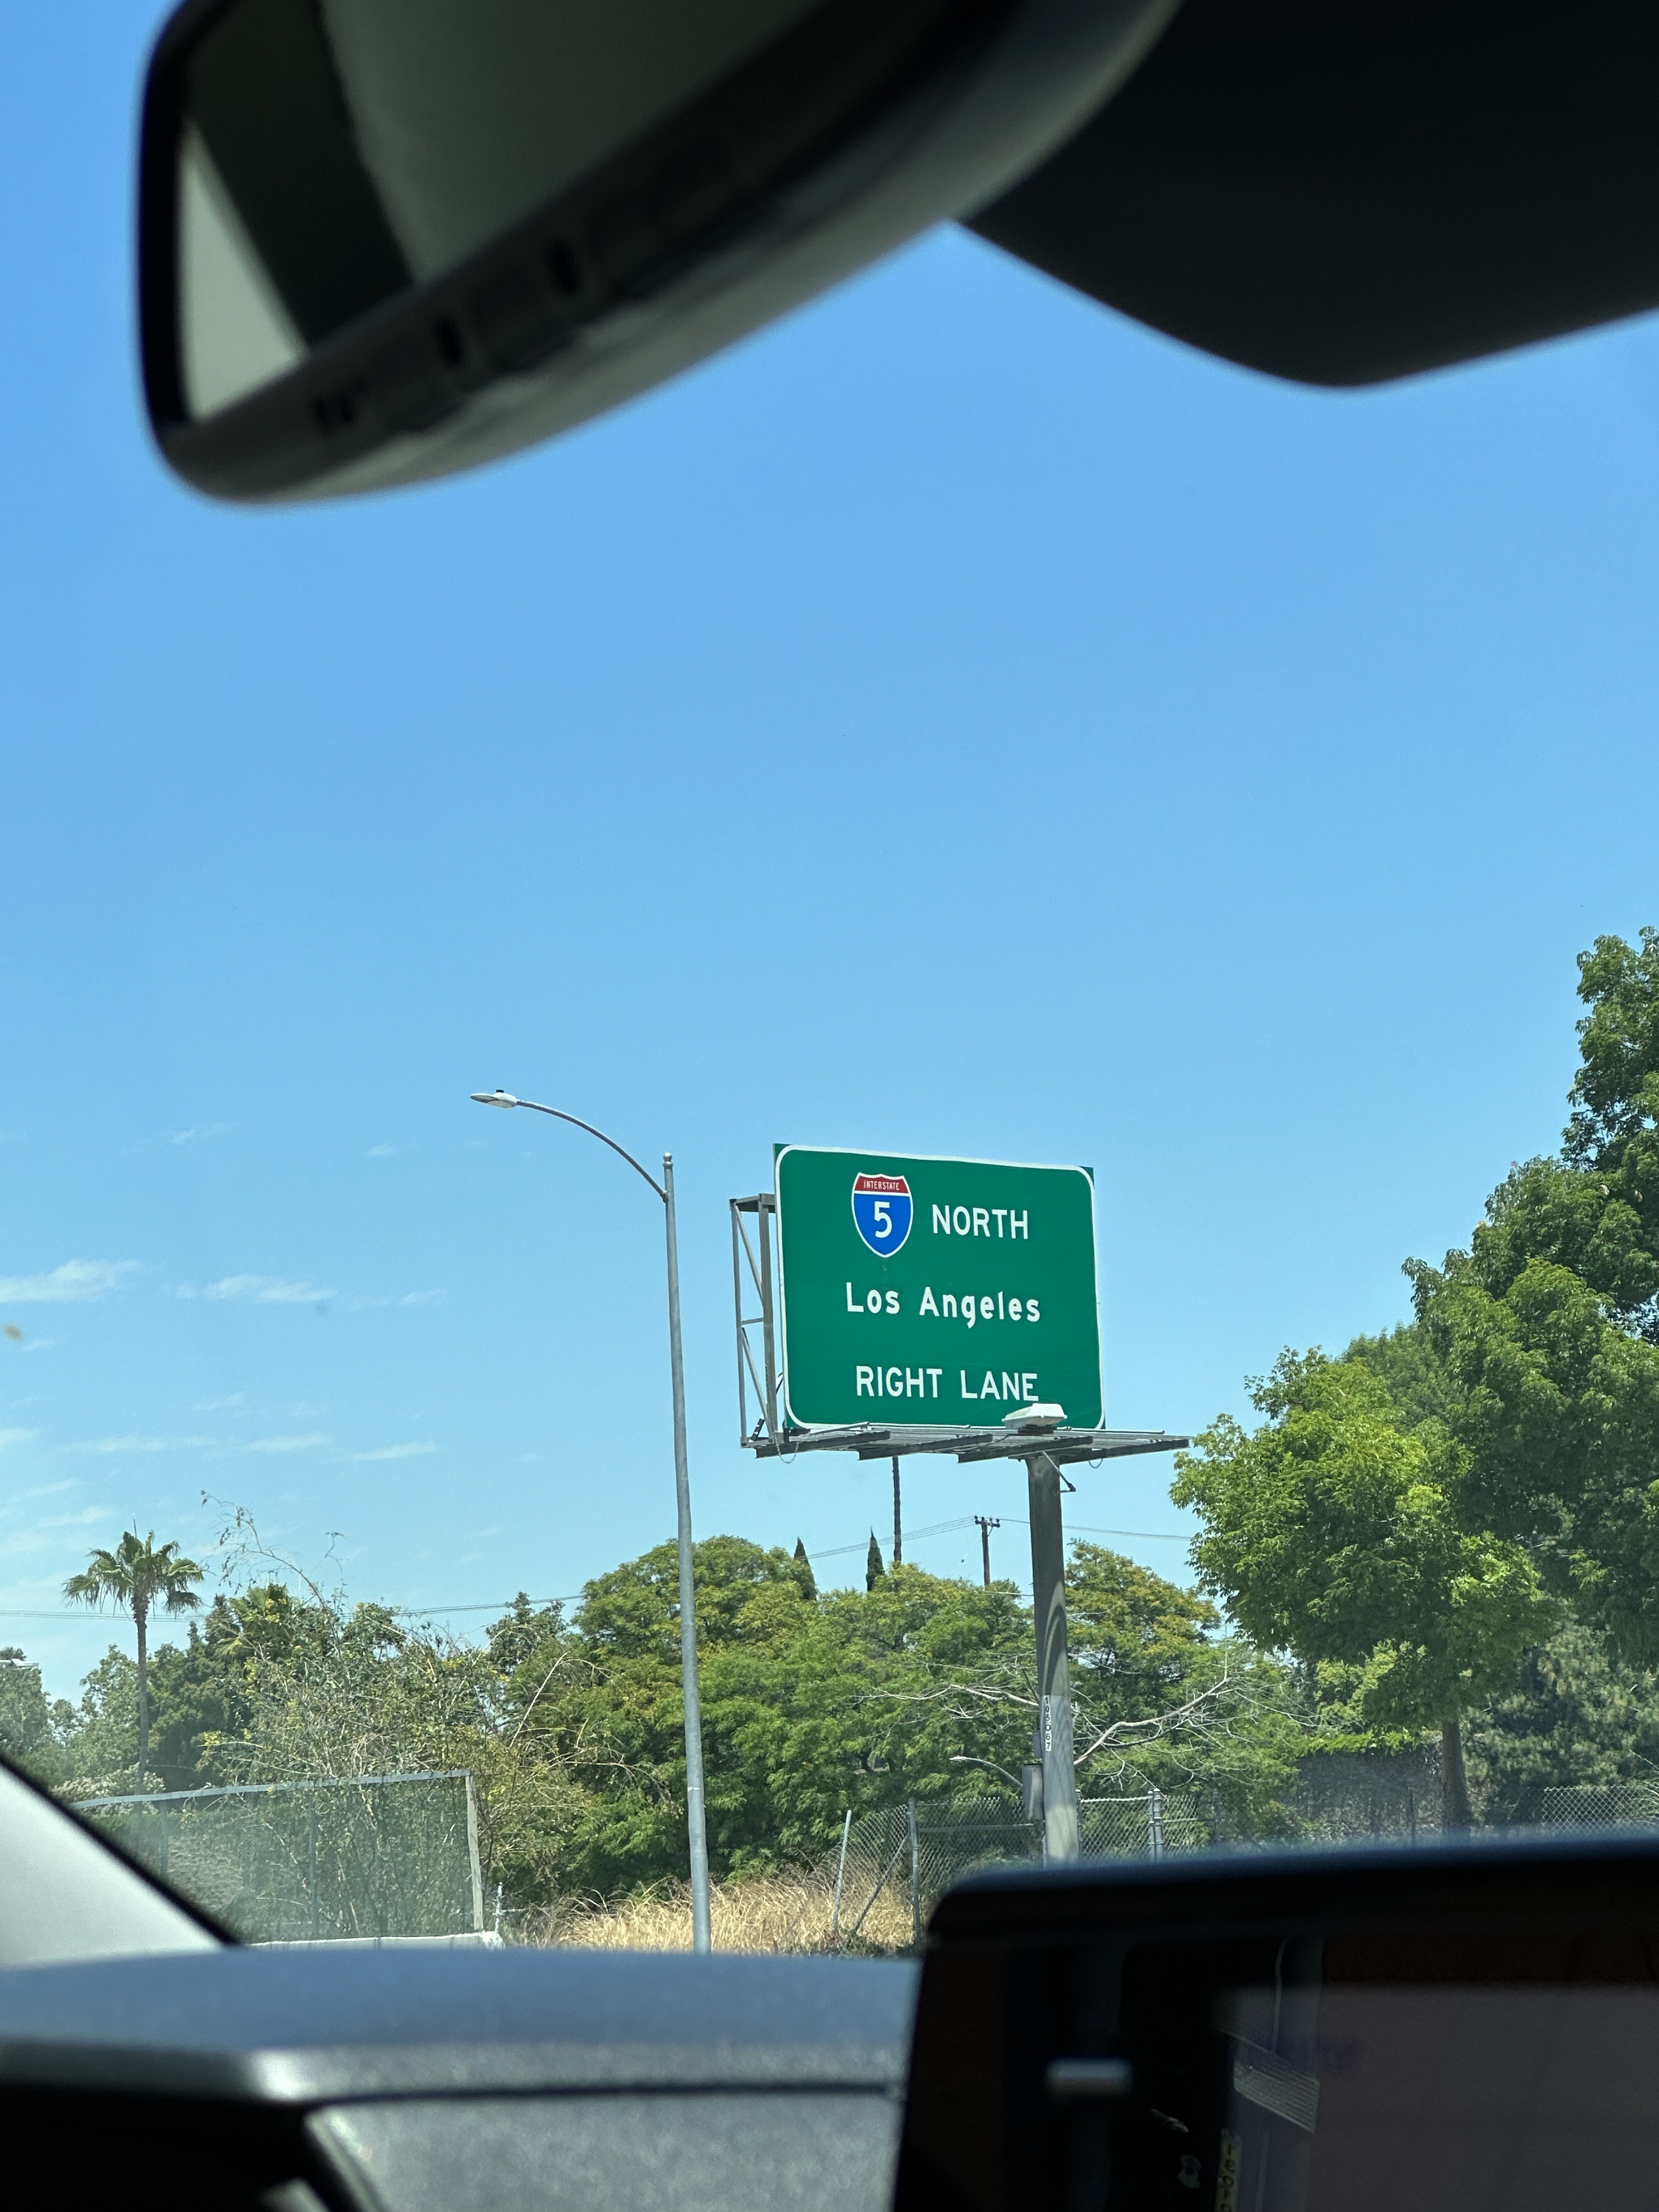 INTERSTATE
5 NORTH
Los Angeles
RIGHT LANE